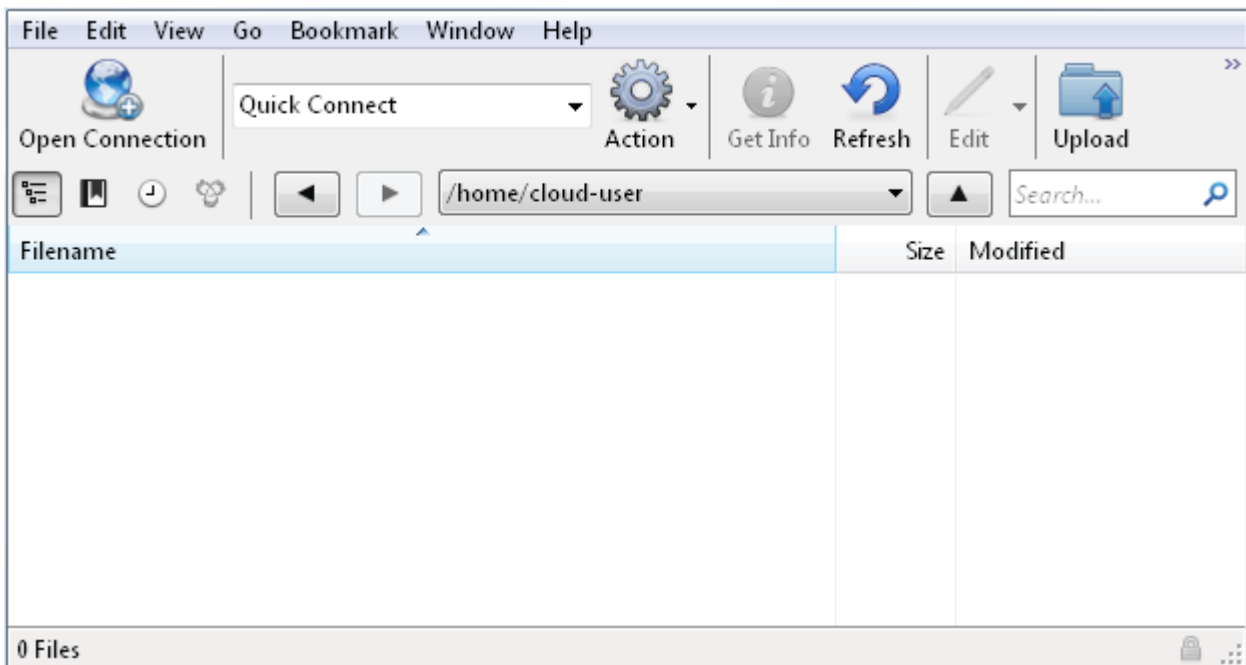 File Edit View Go Bookmark Window Help
Open Connection
Quick Connect
Action
Get Info
Refresh
Edit
Upload
/home/cloud-user
Search...
Filename Size Modified
0 Files